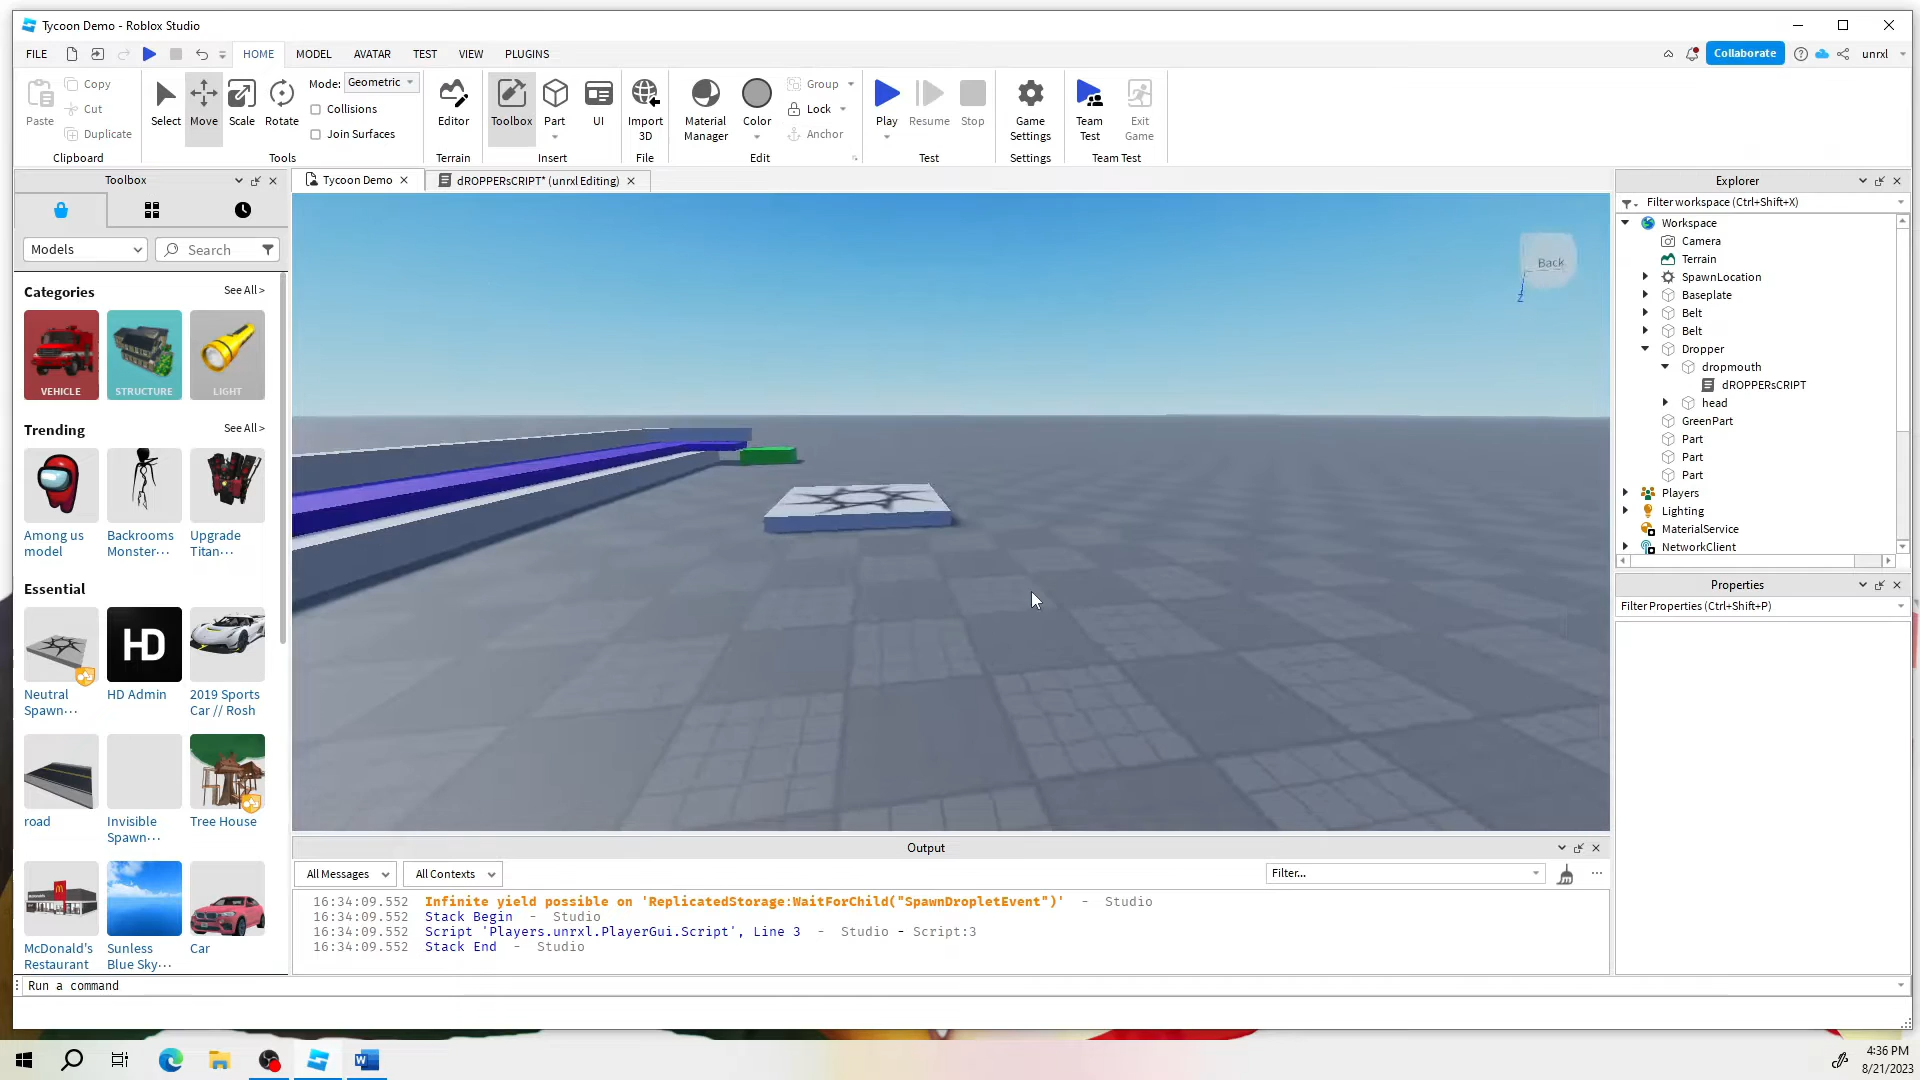 Tycoon Demo - Roblox Studio
FILE
HOME
MODEL
AVATAR
TEST
VIEW
PLUGINS
Collaborate
unrxl
Paste
Copy
Cut
Duplicate
Clipboard
Select
Move
Scale
Rotate
Mode:
Geometric
Collisions
Join Surfaces
Tools
Editor
Terrain
Toolbox
Part
UI
Insert
Import
3D
File
Material
Manager
Color
Group
Lock
Anchor
Edit
Play
Resume
Stop
Test
Game
Settings
Settings
Team
Test
Exit
Game
Team Test
Toolbox
Models
Search
Categories
See All >
VEHICLE
STRUCTURE
LIGHT
Trending
See All >
Among us
model
Backrooms
Monster...
Upgrade
Titan...
Essential
HD
Neutral
Spawn...
HD Admin
2019 Sports
Car // Rosh
road
Invisible
Spawn...
Tree House
McDonald's
Restaurant
Sunless
Blue Sky...
Car
Tycoon Demo
dROPPERsCRIPT* (unrxl Editing)
Back
Z
Output
All Messages
All Contexts
Filter...
16:34:09.552 Infinite yield possible on 'ReplicatedStorage:WaitForChild("SpawnDropletEvent")' - Studio
16:34:09.552 Stack Begin - Studio
16:34:09.552 Script 'Players.unrxl.PlayerGui.Script', Line 3 - Studio - Script:3
16:34:09.552 Stack End - Studio
Run a command
Explorer
Filter workspace (Ctrl+Shift+X)
Workspace
Camera
Terrain
SpawnLocation
Baseplate
Belt
Belt
Dropper
dropmouth
dROPPERsCRIPT
head
GreenPart
Part
Part
Part
Players
Lighting
MaterialService
NetworkClient
Properties
Filter Properties (Ctrl+Shift+P)
4:36 PM
8/21/2023